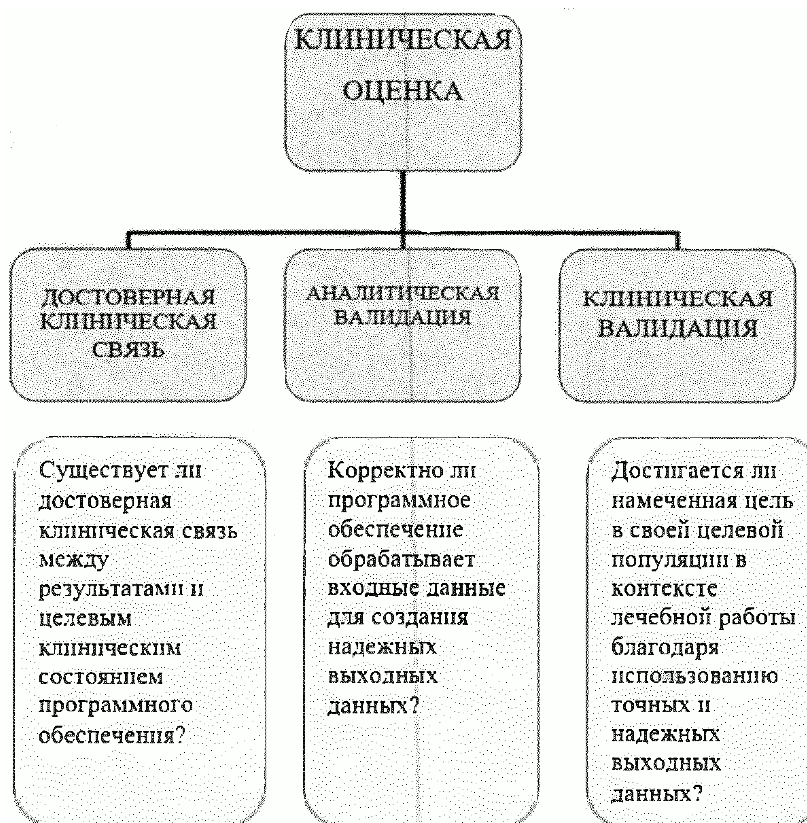 КЛИНИЧЕСКАЯ
ОЦЕНКА
ДОСТОВЕРНАЯ
КЛИНИЧЕСКАЯ
СВЯЗЬ
АНАЛИТИЧЕСКАЯ
ВАЛИДАЦИЯ
КЛИНИЧЕСКАЯ
ВАЛИДАЦИЯ
Существует ли
достоверная
клиническая связь
между
результатами и
целевым
клиническим
состоянием
программного
обеспечения?
Корректно ли
программное
обеспечение
обрабатывает
входные данные
для создания
надежных
выходных
данных?
Достигается ли
намеченная цель
в своей целевой
популяции в
контексте
лечебной работы
благодаря
использованию
точных и
надежных
выходных
данных?